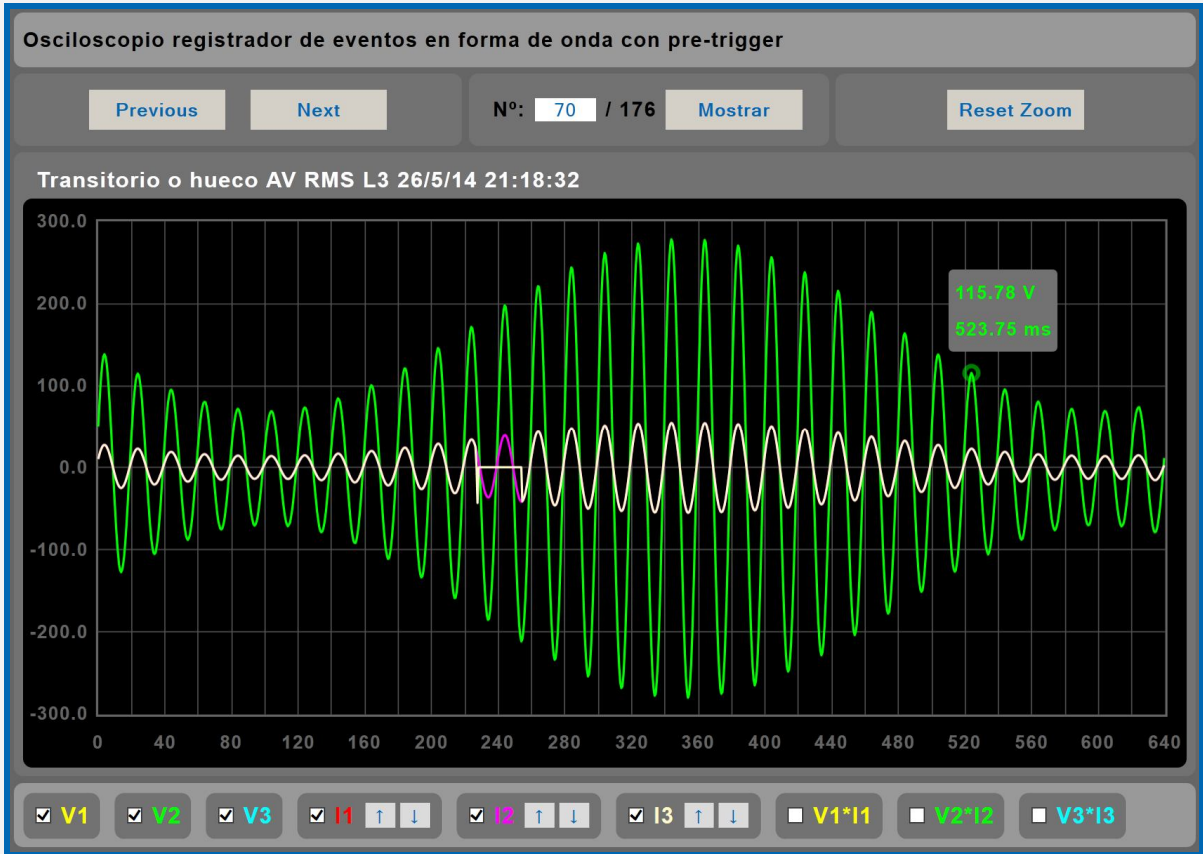 Osciloscopio registrador de eventos en forma de onda con pre-trigger
Previous Next Nº: 70 / 176 Mostrar Reset Zoom
Transitorio o hueco AV RMS L3 26/5/14 21:18:32
300.0
200.0
115.78 V
523.75 ms
100.0
0.0
-100.0
-200.0
-300.0
0 40 80 120 160 200 240 280 320 360 400 440 480 520 560 600 640
V1 V2 V3 I1 ↑ ↓ I2 ↑ ↓ I3 ↑ ↓ V1*I1 V2*I2 V3*I3